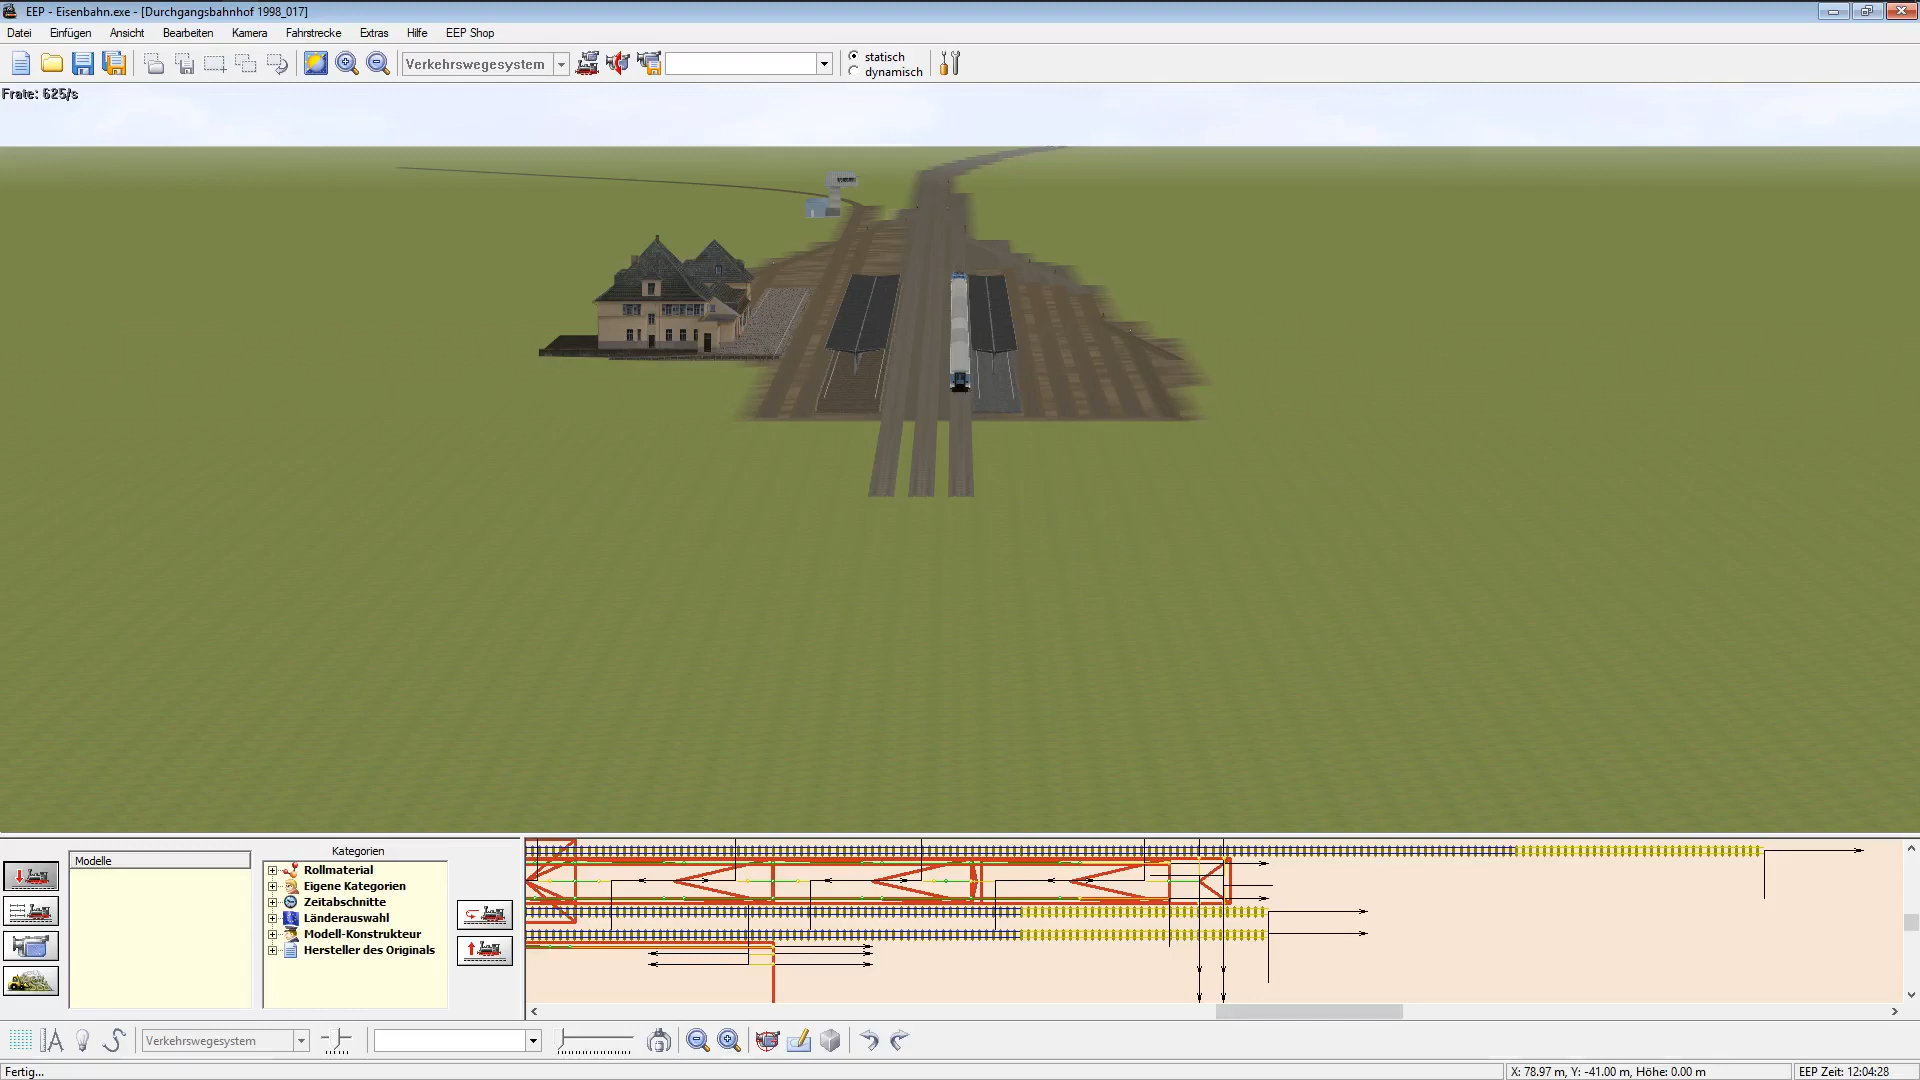 EEP - Eisenbahn.exe - [Durchgangsbahnhof 1998_017]
Datei Einfügen Ansicht Bearbeiten Kamera Fahrstrecke Extras Hilfe EEP Shop
Verkehrswegesystem
statisch
dynamisch
Frate: 625/s
Modelle
Kategorien
Rollmaterial
Eigene Kategorien
Zeitabschnitte
Länderauswahl
Modell-Konstrukteur
Hersteller des Originals
Verkehrswegesystem
Fertig...
X: 78.97 m, Y: -41.00 m, Höhe: 0.00 m
EEP Zeit: 12:04:28